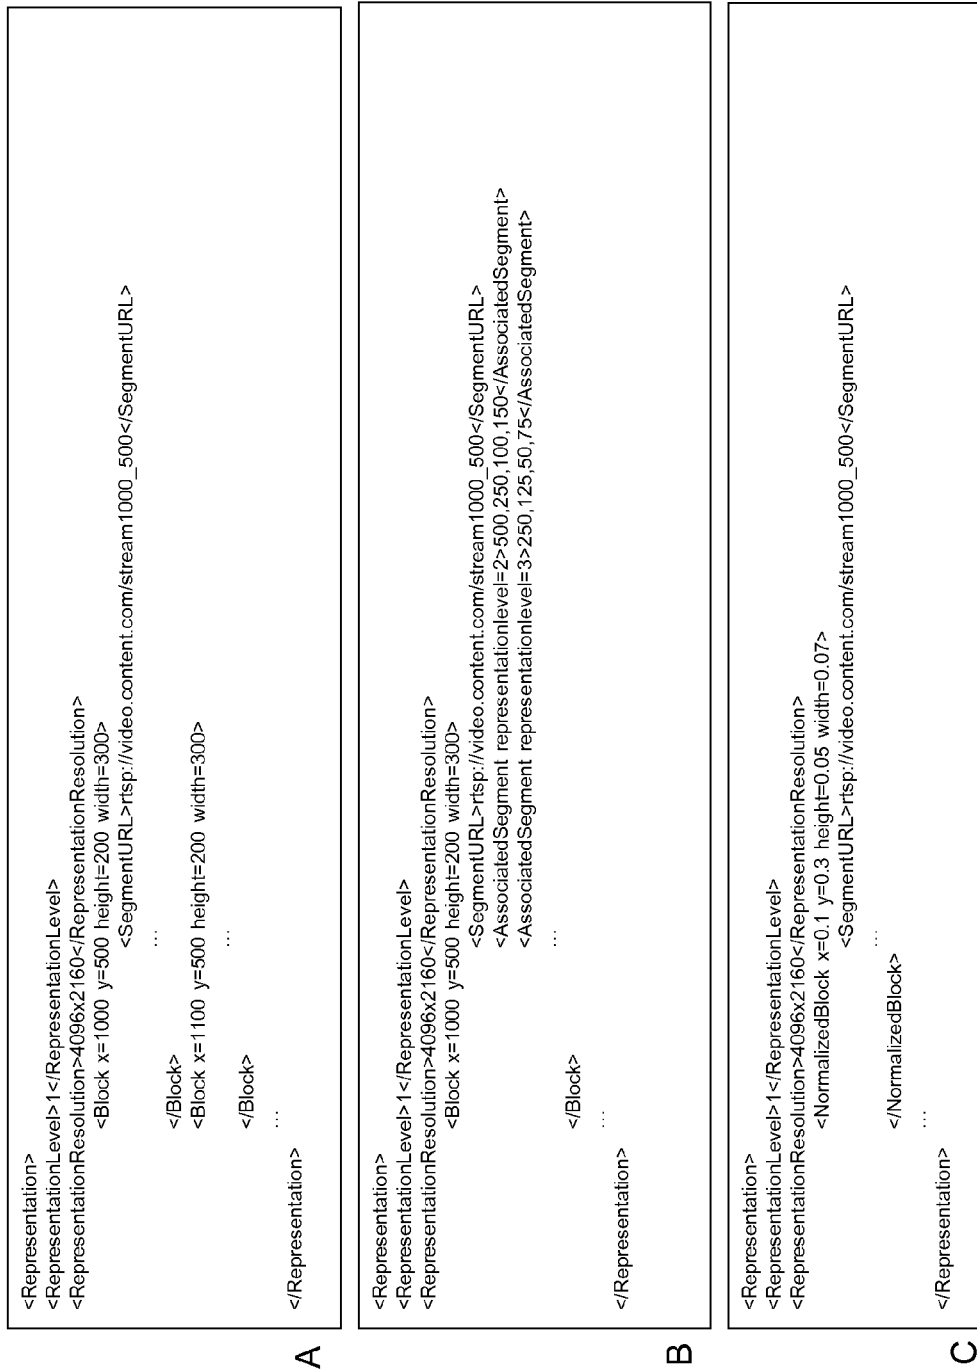 <Representation>
<RepresentationLevel>1</RepresentationLevel>
<RepresentationResolution>4096x2160</RepresentationResolution>
<Block x=1000 y=500 height=200 width=300>
<SegmentURL>rtsp://video.content.com/stream1000_500</SegmentURL>
...
</Block>
<Block x=1100 y=500 height=200 width=300>
...
</Block>
...
</Representation>
A
<Representation>
<RepresentationLevel>1</RepresentationLevel>
<RepresentationResolution>4096x2160</RepresentationResolution>
<Block x=1000 y=500 height=200 width=300>
<SegmentURL>rtsp://video.content.com/stream1000_500</SegmentURL>
<AssociatedSegment representationlevel=2>500,250,100,150</AssociatedSegment>
<AssociatedSegment representationlevel=3>250,125,50,75</AssociatedSegment>
...
</Block>
...
</Representation>
B
<Representation>
<RepresentationLevel>1</RepresentationLevel>
<RepresentationResolution>4096x2160</RepresentationResolution>
<NormalizedBlock x=0.1 y=0.3 height=0.05 width=0.07>
<SegmentURL>rtsp://video.content.com/stream1000_500</SegmentURL>
...
</NormalizedBlock>
...
</Representation>
C